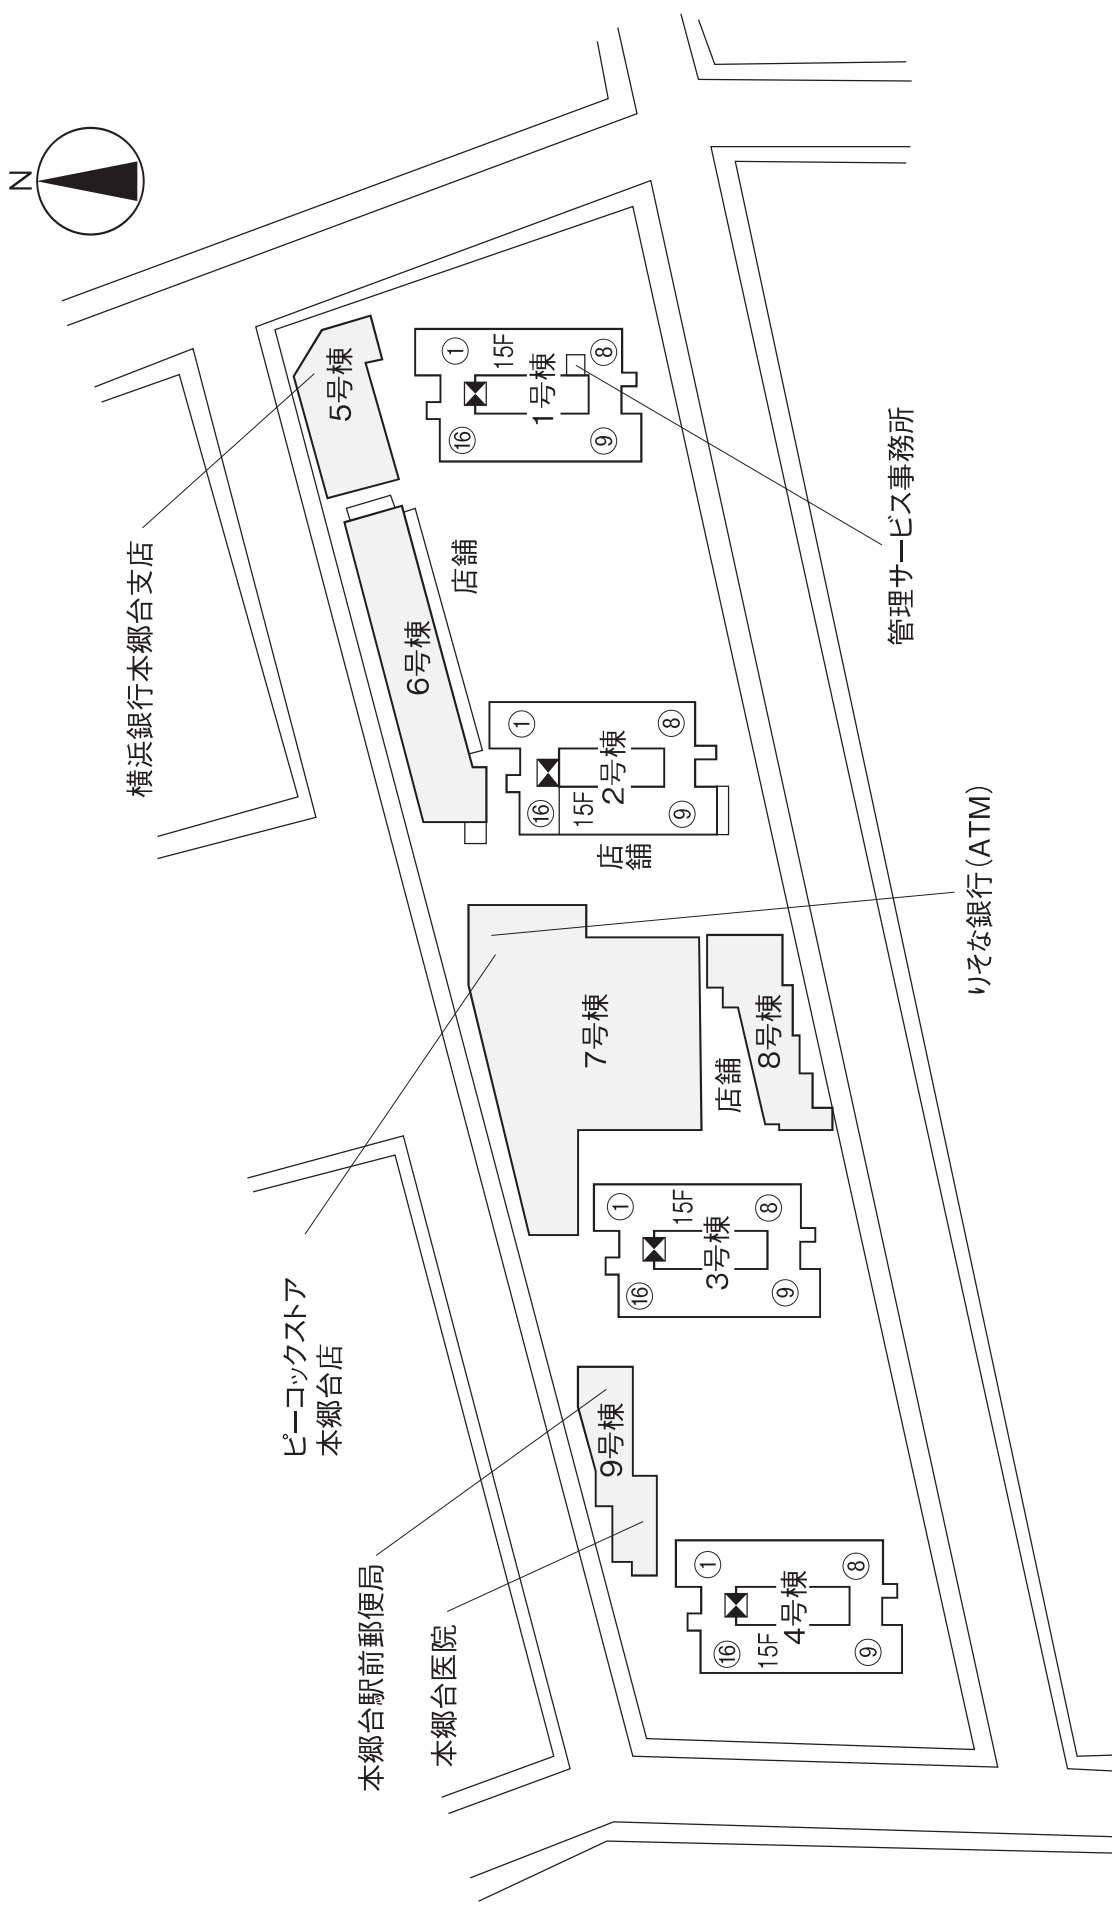 N
横浜銀行本郷台支店
5号棟
①
15F
1号棟
⑧
⑯
⑨
管理サービス事務所
6号棟
店舗
①
2号棟
⑧
⑯
15F
⑨
店舗
りそな銀行(ATM)
ピーコックストア
本郷台店
7号棟
店舗
8号棟
①
15F
3号棟
⑧
⑯
⑨
本郷台駅前郵便局
9号棟
本郷台医院
①
4号棟
⑧
⑯
15F
⑨